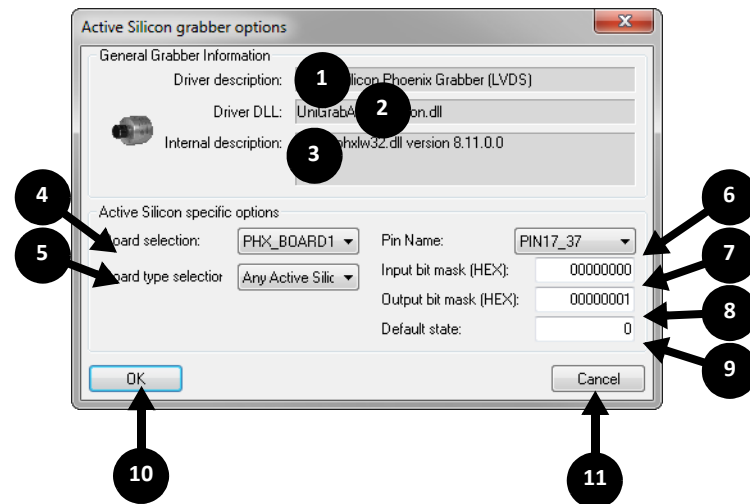 Active Silicon grabber options
General Grabber Information
Driver description: 1 licon Phoenix Grabber (LVDS)
Driver DLL: UniGrabA 2 on.dll
Internal description: 3 phxlw32.dll version 8.11.0.0
4
Active Silicon specific options
6
oard selection: PHX_BOARD1 Pin Name: PIN17_37
5
oard type selection Any Active Silic Input bit mask (HEX): 00000000
7
Output bit mask (HEX): 00000001
8
Default state: 0
9
OK Cancel
10 11